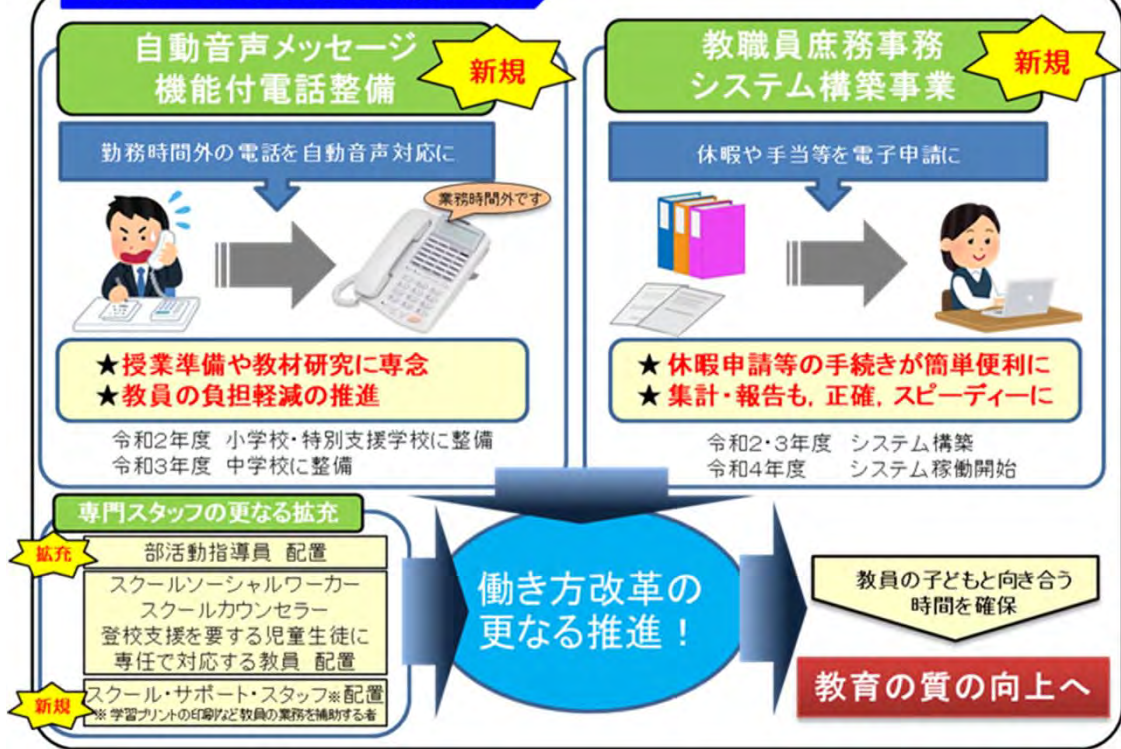 自動音声メッセージ
機能付電話整備
新規
勤務時間外の電話を自動音声対応に
業務時間外です
★授業準備や教材研究に専念
★教員の負担軽減の推進
令和2年度 小学校・特別支援学校に整備
令和3年度 中学校に整備
教職員庶務事務
システム構築事業
新規
休暇や手当等を電子申請に
★休暇申請等の手続きが簡単便利に
★集計・報告も，正確，スピーディーに
令和2・3年度 システム構築
令和4年度 システム稼働開始
専門スタッフの更なる拡充
拡充
部活動指導員 配置
スクールソーシャルワーカー
スクールカウンセラー
登校支援を要する児童生徒に
専任で対応する教員 配置
新規
スクール・サポート・スタッフ※配置
※ 学習プリントの印刷など教員の業務を補助する者
働き方改革の
更なる推進！
教員の子どもと向き合う
時間を確保
教育の質の向上へ